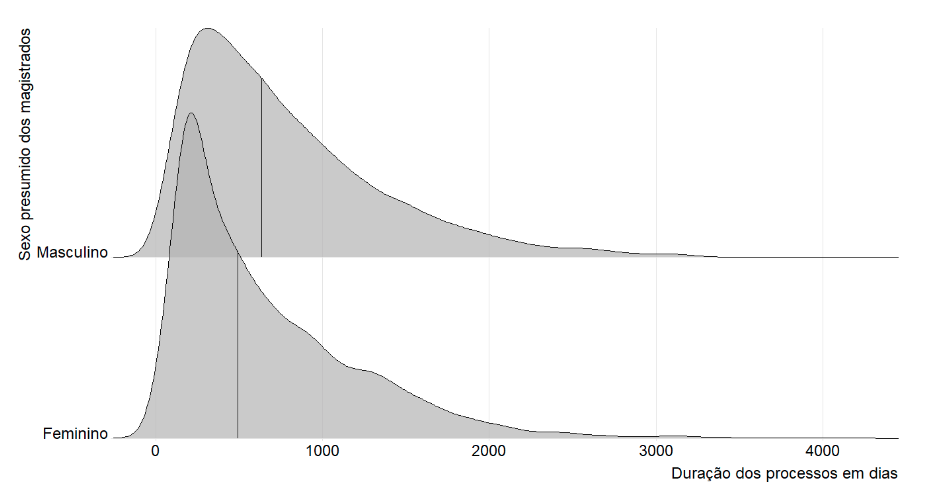 Sexo presumido dos magistrados
Masculino
Feminino
0 1000 2000 3000 4000
Duração dos processos em dias